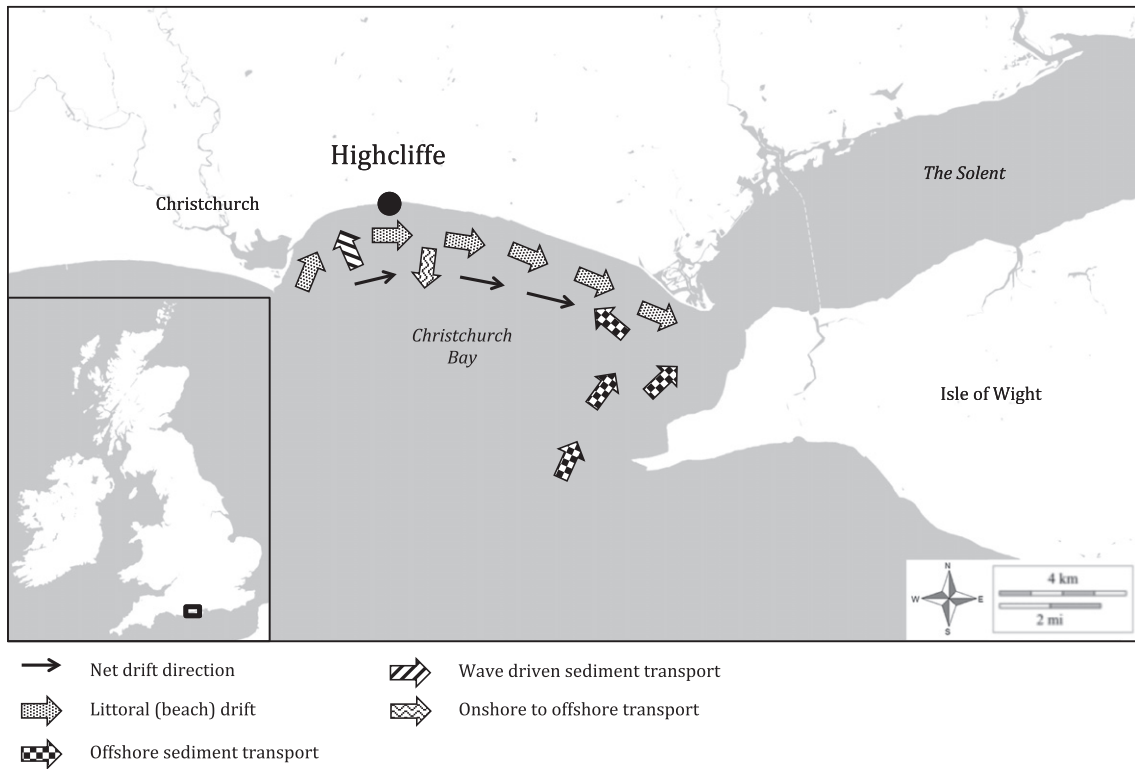 Highcliffe
Christchurch
The Solent
Christchurch
Bay
Isle of Wight
N
W E
S
4 km
2 mi
Net drift direction
Littoral (beach) drift
Offshore sediment transport
Wave driven sediment transport
Onshore to offshore transport